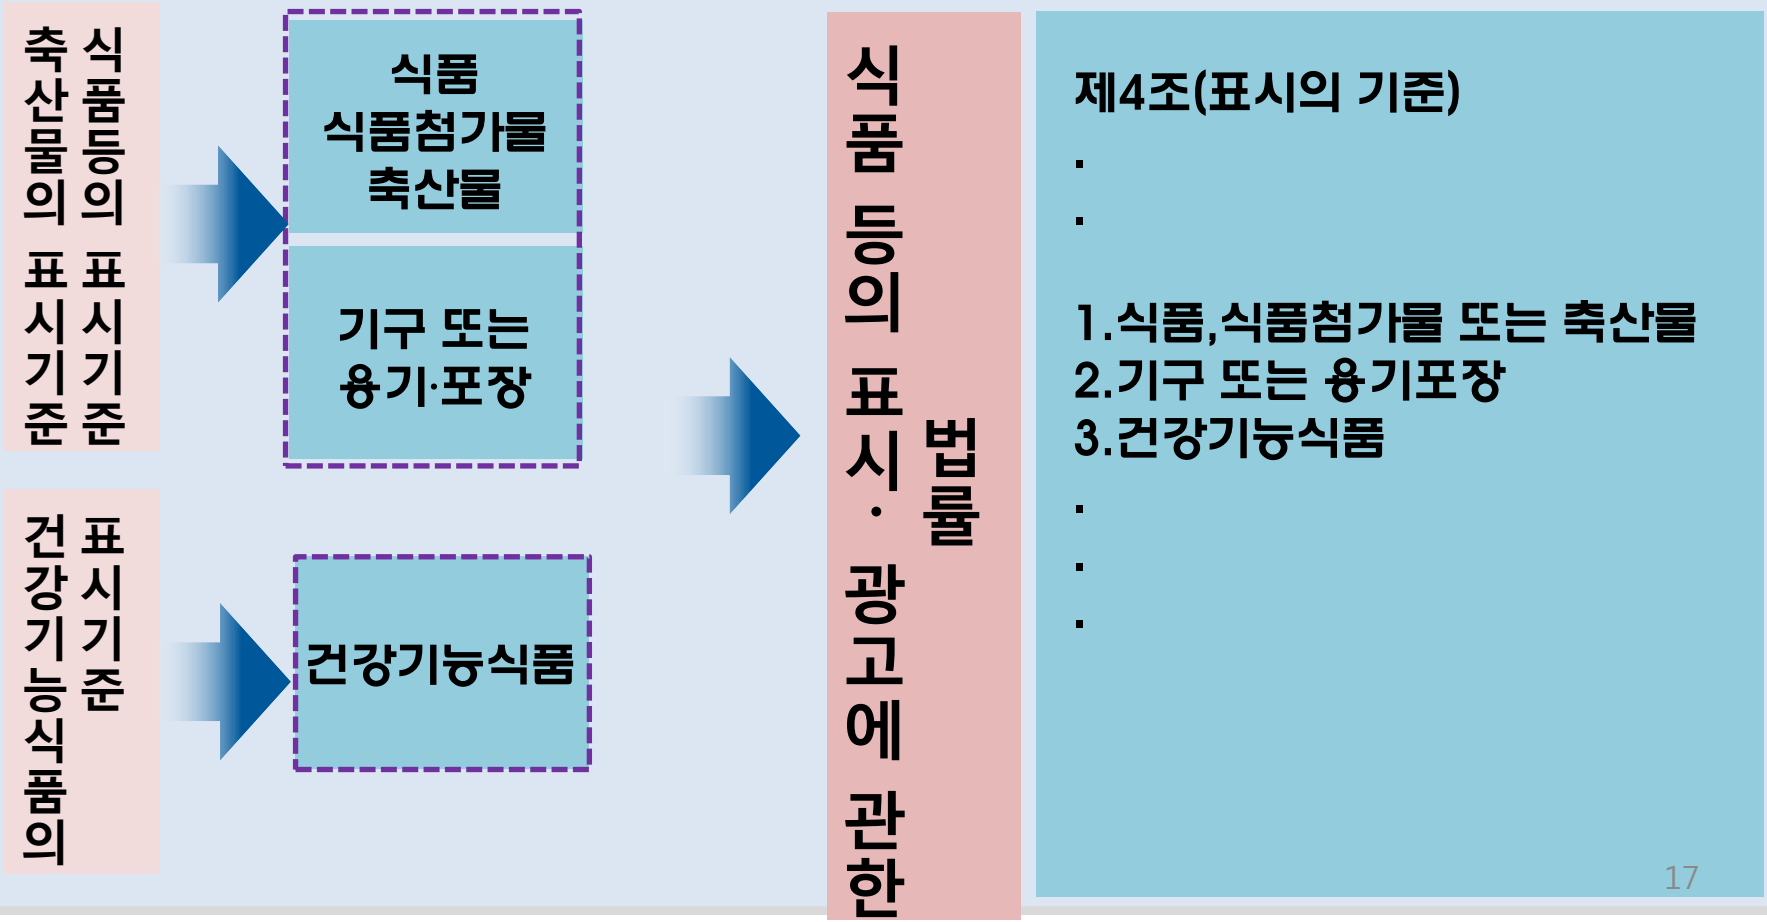 식품등의 표시기준
축산물의 표시기준
식품
식품첨가물
축산물
기구 또는
용기·포장
표시기준
건강기능식품의
건강기능식품
식품 등의 표시· 광고에 관한
법률
제4조(표시의 기준)
.
.
1.식품,식품첨가물 또는 축산물
2.기구 또는 용기포장
3.건강기능식품
.
.
.
17